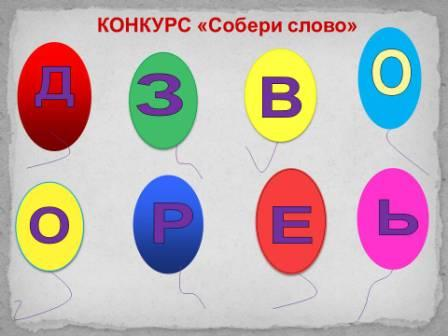 КОНКУРС «Собери слово»
Д З В О
О Р Е Ь